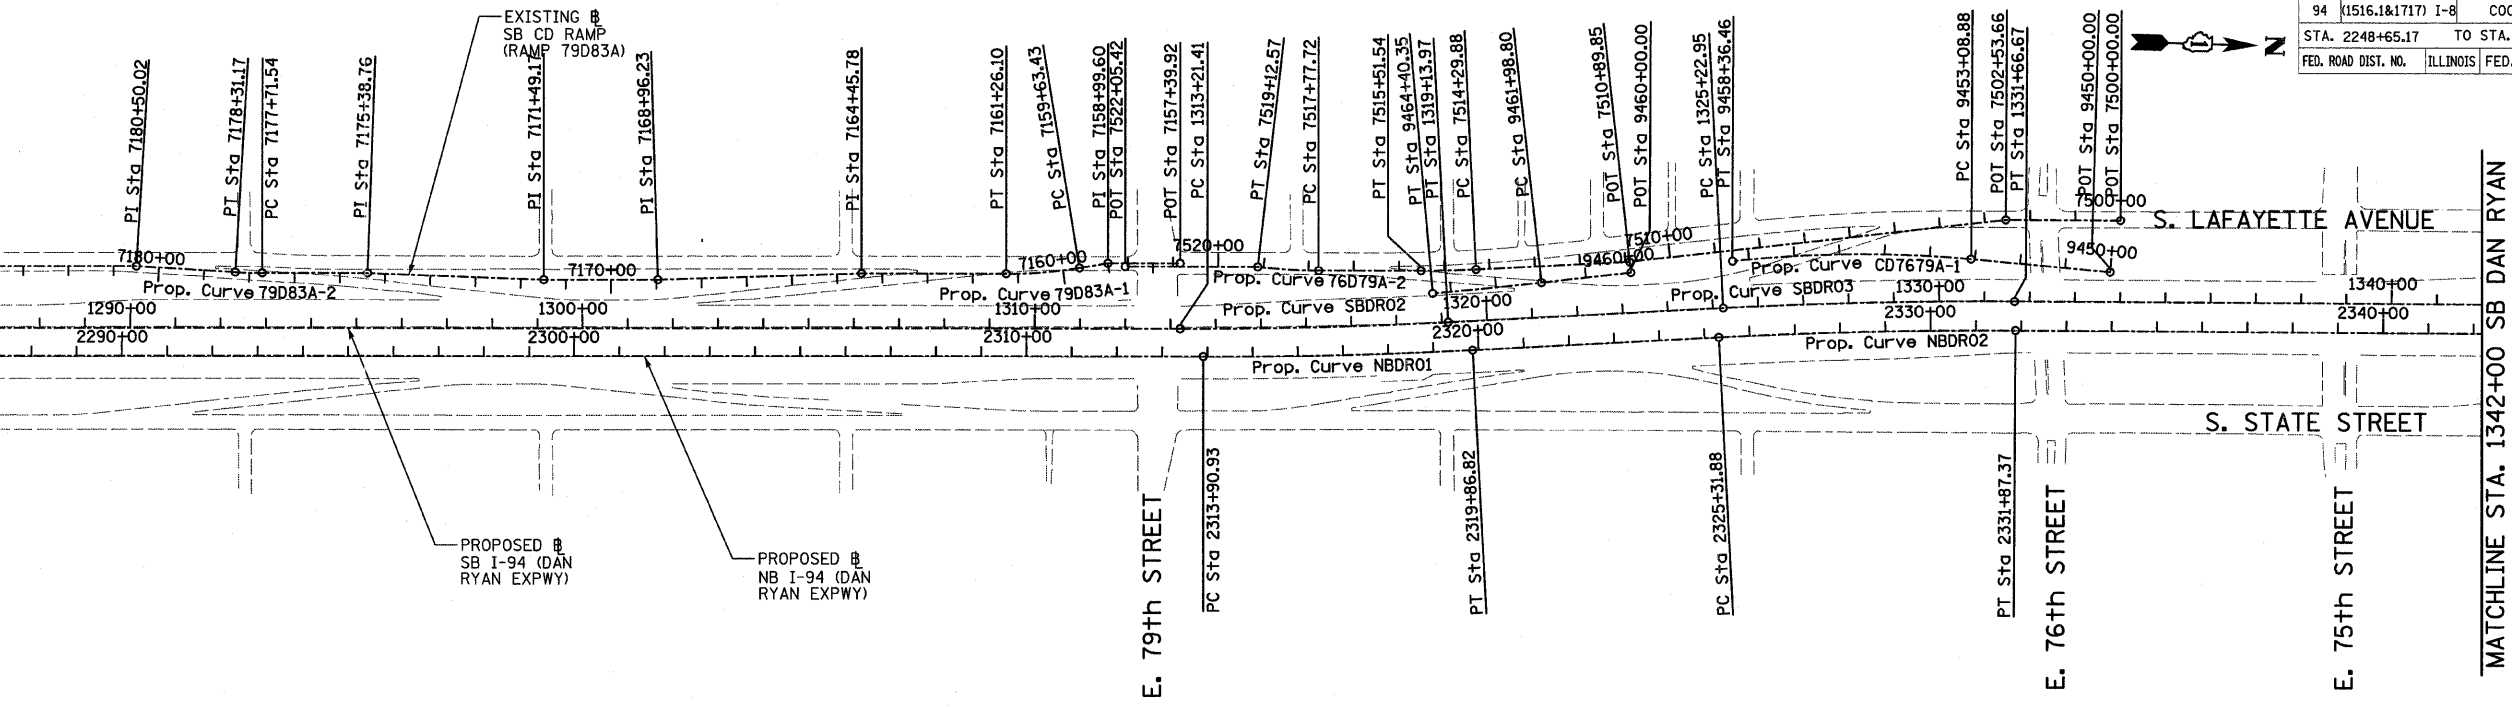 EXISTING ℄
SB CD RAMP
(RAMP 79D83A)
94 (1516.1&1717) I-8 COO
STA. 2248+65.17 TO STA.
FED. ROAD DIST. NO. ILLINOIS FED.
N
PI Sta 7180+50.02
PT Sta 7178+31.17
PC Sta 7177+71.54
PI Sta 7175+38.76
PI Sta 7171+49.17
PI Sta 7168+96.23
PI Sta 7164+45.78
PT Sta 7161+26.10
PC Sta 7159+63.43
PI Sta 7158+99.60
POT Sta 7522+05.42
POT Sta 7157+39.92
PC Sta 1313+21.41
PT Sta 7519+12.57
PC Sta 7517+77.72
PT Sta 7515+51.54
PT Sta 9464+40.35
PT Sta 1319+13.97
PC Sta 7514+29.88
PC Sta 9461+98.80
POT Sta 7510+89.85
POT Sta 9460+00.00
PC Sta 1325+22.95
PT Sta 9458+36.46
PC Sta 9453+08.88
POT Sta 7502+53.66
PT Sta 1331+66.67
POT Sta 9450+00.00
POT Sta 7500+00.00
7500+00
S. LAFAYETTE AVENUE
7180+00
7170+00
7160+00
7520+00
7510+00
9460+00
9450+00
Prop. Curve 79D83A-2
Prop. Curve 79D83A-1
Prop. Curve 76D79A-2
Prop. Curve CD7679A-1
Prop. Curve SBDR02
Prop. Curve SBDR03
1290+00
1300+00
1310+00
1320+00
1330+00
1340+00
2290+00
2300+00
2310+00
2320+00
2330+00
2340+00
Prop. Curve NBDR01
Prop. Curve NBDR02
S. STATE STREET
PC Sta 2313+90.93
PT Sta 2319+86.82
PC Sta 2325+31.88
PT Sta 2331+87.37
PROPOSED ℄
SB I-94 (DAN
RYAN EXPWY)
PROPOSED ℄
NB I-94 (DAN
RYAN EXPWY)
E. 79th STREET
E. 76th STREET
E. 75th STREET
MATCHLINE STA. 1342+00 SB DAN RYAN